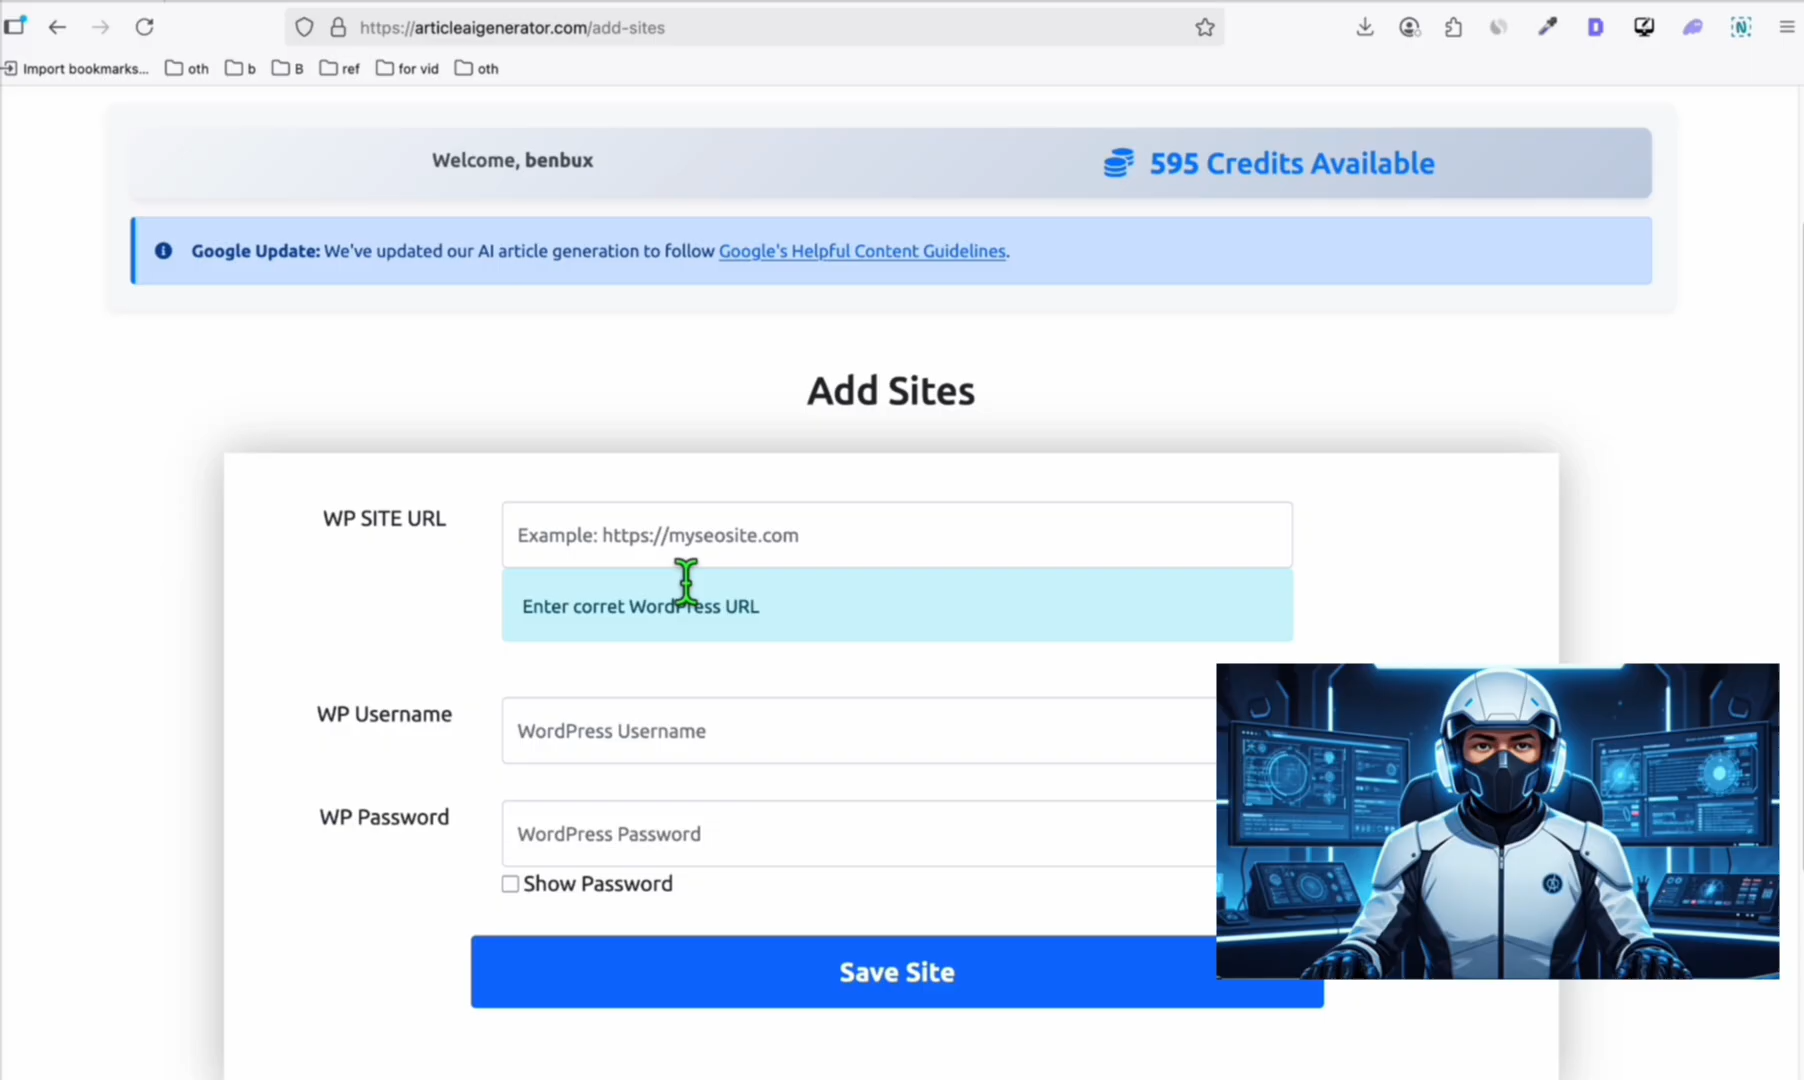 https://articleaigenerator.com/add-sites
Import bookmarks... oth b B ref for vid oth
Welcome, benbux
595 Credits Available
Google Update: We've updated our AI article generation to follow Google's Helpful Content Guidelines.
Add Sites
WP SITE URL
Example: https://myseosite.com
Enter corret WordPress URL
WP Username
WordPress Username
WP Password
WordPress Password
Show Password
Save Site